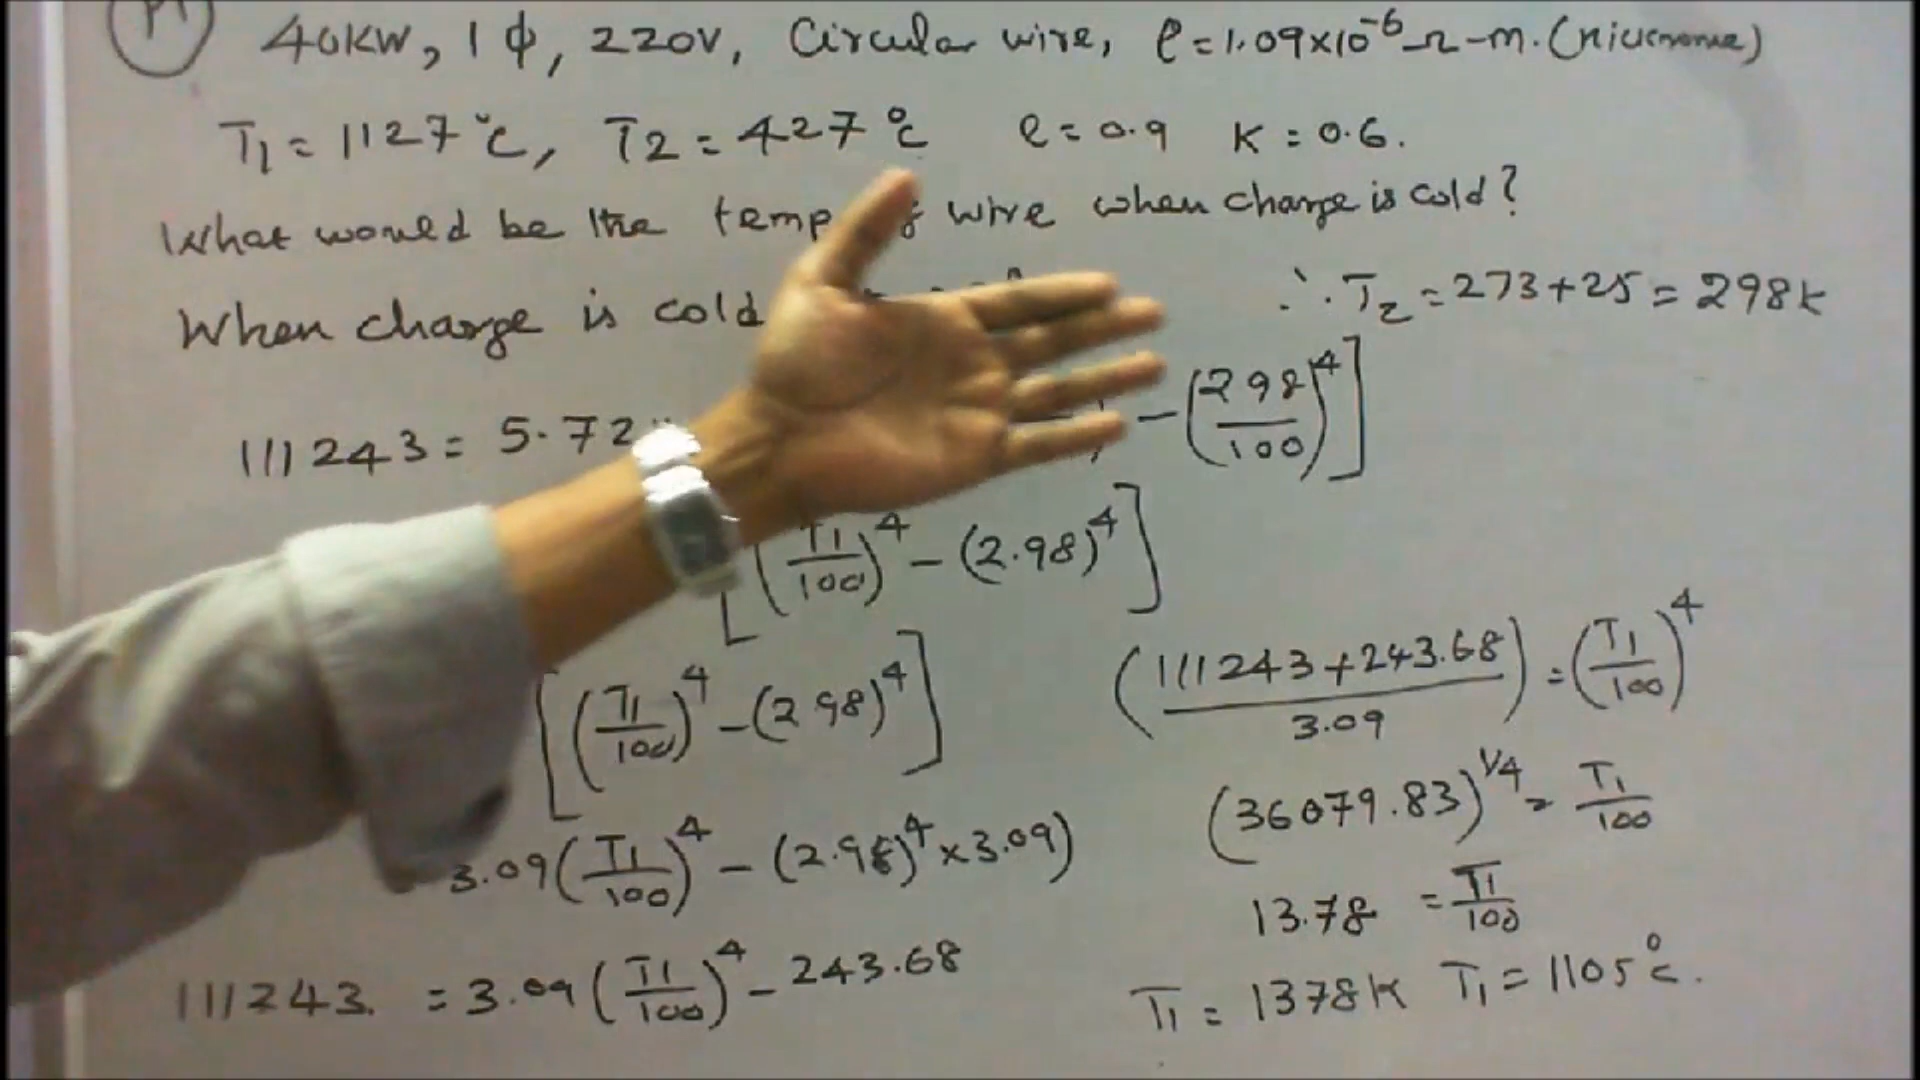 P1 40KW, 1 ϕ, 220V, Circular wire, ρ=1.09×10⁻⁶ Ω-m. (Nicrome)
T₁ = 1127°C, T2 = 427°C e = 0.9 K = 0.6.
What would be the temp wire when charge is cold?
When charge is cold ∴ T₂ = 273+25 = 298K
111243 = 5.72 − (298/100)⁴]
[(T1/100)⁴ − (2.98)⁴]
[(T1/100)⁴ − (2 98)⁴]
3.09(T1/100)⁴ − (2.98)⁴ × 3.09)
111243. = 3.09 (T1/100)⁴ − 243.68
(111243+243.68/3.09) = (T1/100)⁴
(36079.83)^1/4 = T1/100
13.78 = T1/100
T1 = 1378K T1 = 1105°C.